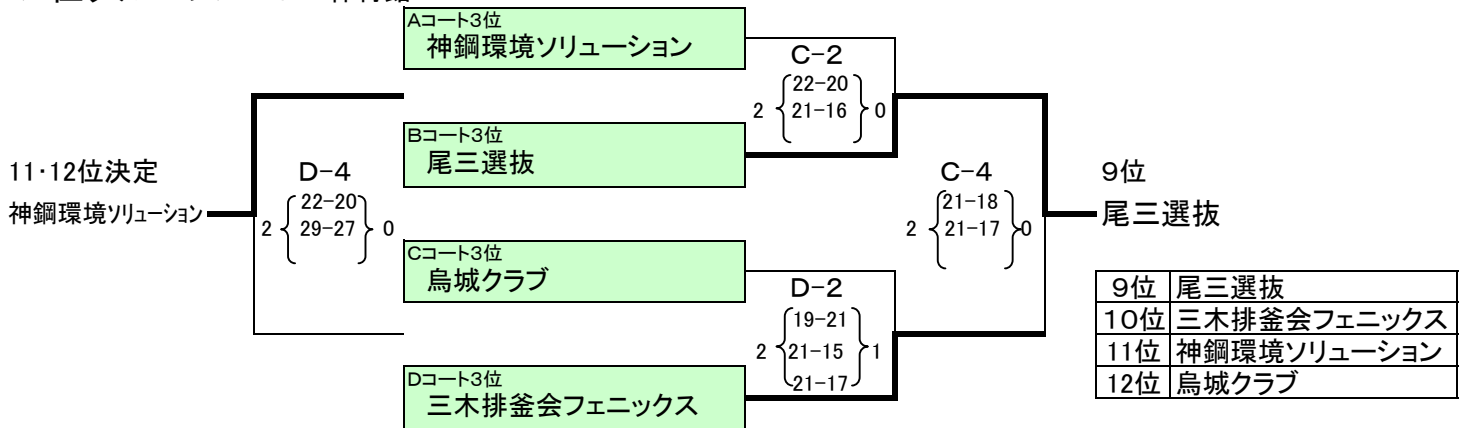 Aコート3位
神鋼環境ソリューション
C-2
22-20
2 21-16 0
Bコート3位
尾三選抜
11・12位決定
神鋼環境ソリューション
D-4
22-20
2 29-27 0
C-4
21-18
2 21-17 0
9位
尾三選抜
Cコート3位
烏城クラブ
D-2
19-21
2 21-15 1
21-17
Dコート3位
三木排釜会フェニックス
9位 尾三選抜
10位 三木排釜会フェニックス
11位 神鋼環境ソリューション
12位 烏城クラブ